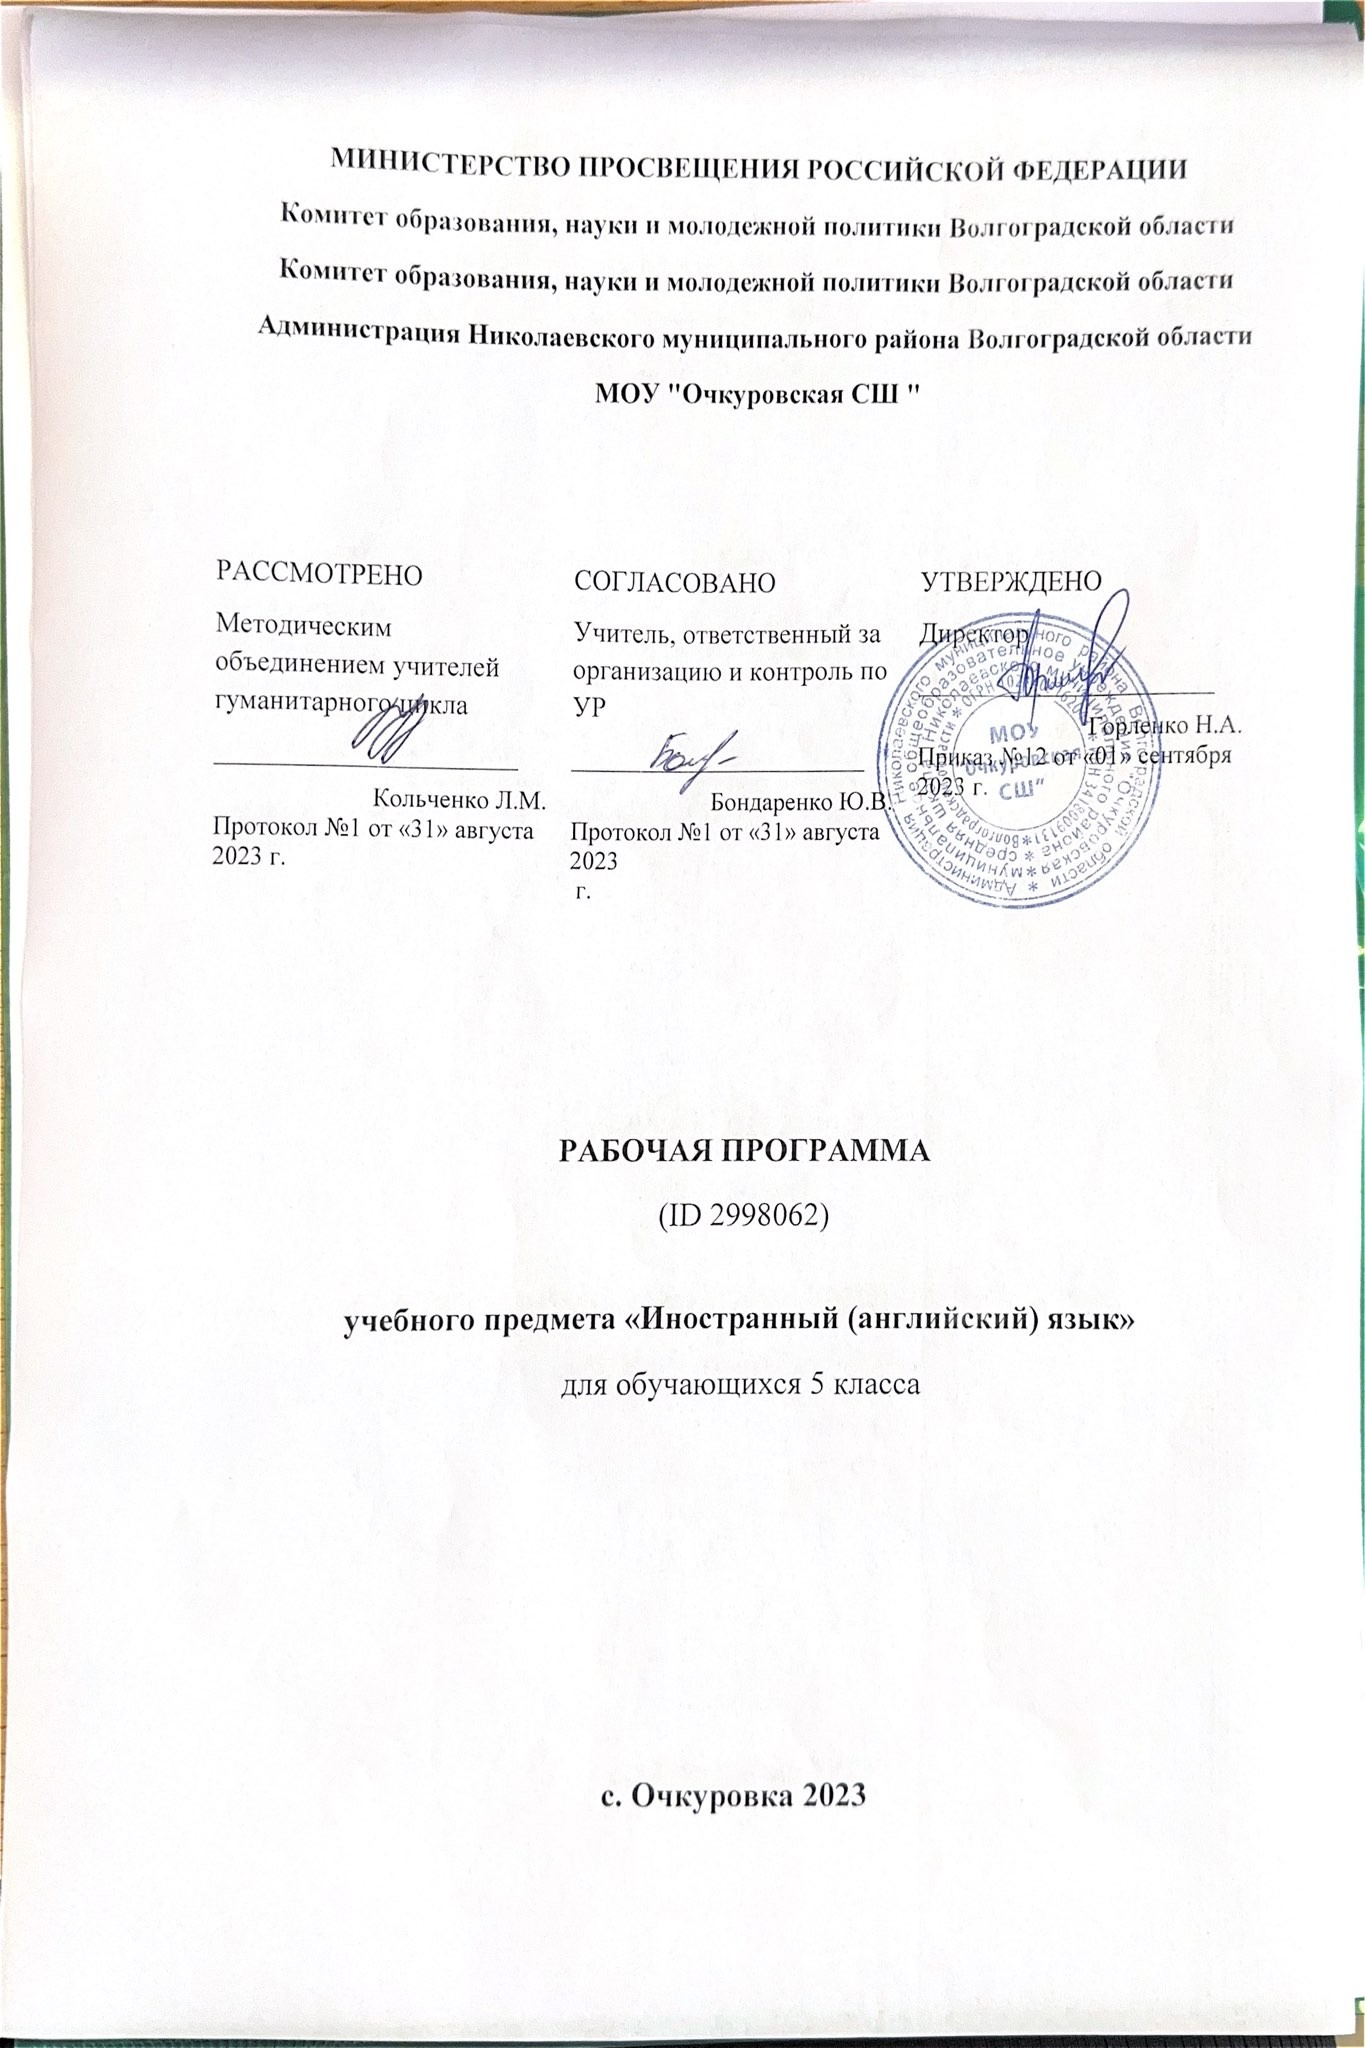 МИНИСТЕРСТВО ПРОСВЕЩЕНИЯ РОССИЙСКОЙ ФЕДЕРАЦИИ
Комитет образования, науки и молодежной политики Волгоградской области
Комитет образования, науки и молодежной политики Волгоградской области
Администрация Николаевского муниципального района Волгоградской области
МОУ "Очкуровская СШ "
РАССМОТРЕНО
Методическим
объединением учителей
гуманитарного цикла
Кольченко Л.М.
Протокол №1 от «31» августа
2023 г.
СОГЛАСОВАНО
Учитель, ответственный за
организацию и контроль по
УР
Бондаренко Ю.В.
Протокол №1 от «31» августа
2023
г.
УТВЕРЖДЕНО
Директор
Горленко Н.А.
Приказ №12 от «01» сентября
2023 г.
МОУ
Очкуровская
СШ"
РАБОЧАЯ ПРОГРАММА
(ID 2998062)
учебного предмета «Иностранный (английский) язык»
для обучающихся 5 класса
с. Очкуровка 2023